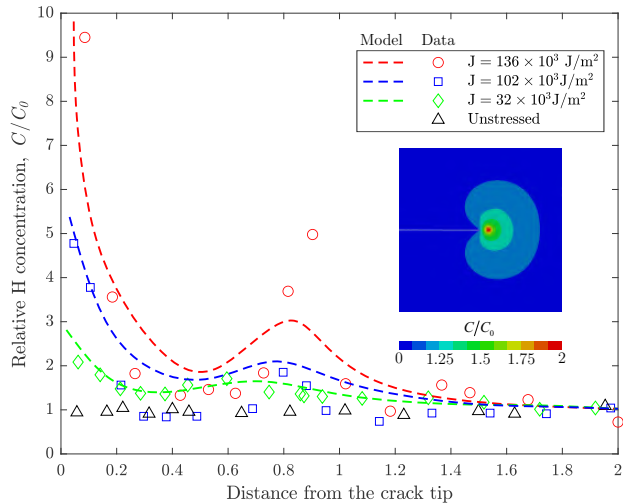 Relative H concentration, C/C₀
10
9
8
7
6
5
4
3
2
1
0
Model Data
J = 136 × 10³ J/m²
J = 102 × 10³J/m²
J = 32 × 10³J/m²
Unstressed
C/C₀
0 1.25 1.5 1.75 2
0 0.2 0.4 0.6 0.8 1 1.2 1.4 1.6 1.8 2
Distance from the crack tip